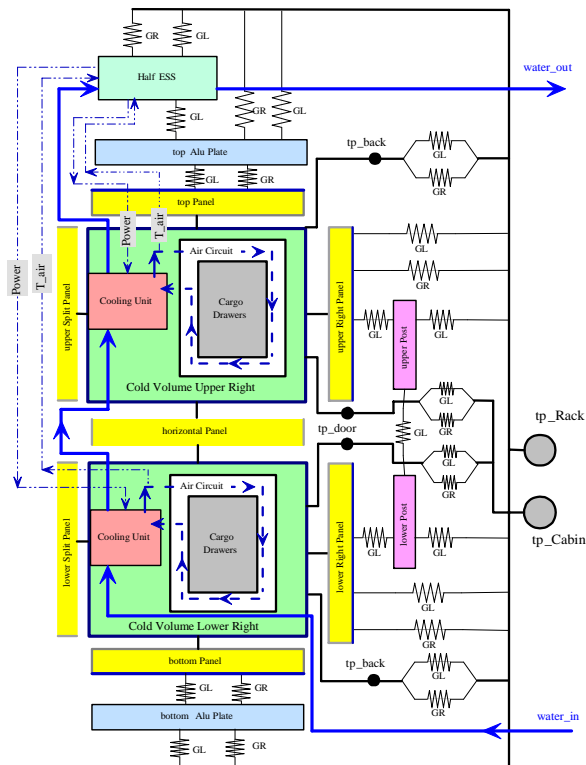 GR
GL
Half ESS
water_out
GL
GR
GL
tp_back
GL
top Alu Plate
GL
GR
GR
top Panel
Power
T_air
GL
Air Circuit
GR
Power
T_air
upper Split Panel
Cooling Unit
Cargo
Drawers
upper Right Panel
GL
upper Post
GL
Cold Volume Upper Right
GL
GR
tp_Rack
tp_door
horizontal Panel
GL
GL
GR
Air Circuit
lower Split Panel
Cooling Unit
Cargo
Drawers
lower Right Panel
GL
lower Post
GL
tp_Cabin
GL
Cold Volume Lower Right
GR
bottom Panel
tp_back
GL
GL
GR
GR
bottom Alu Plate
water_in
GL
GR